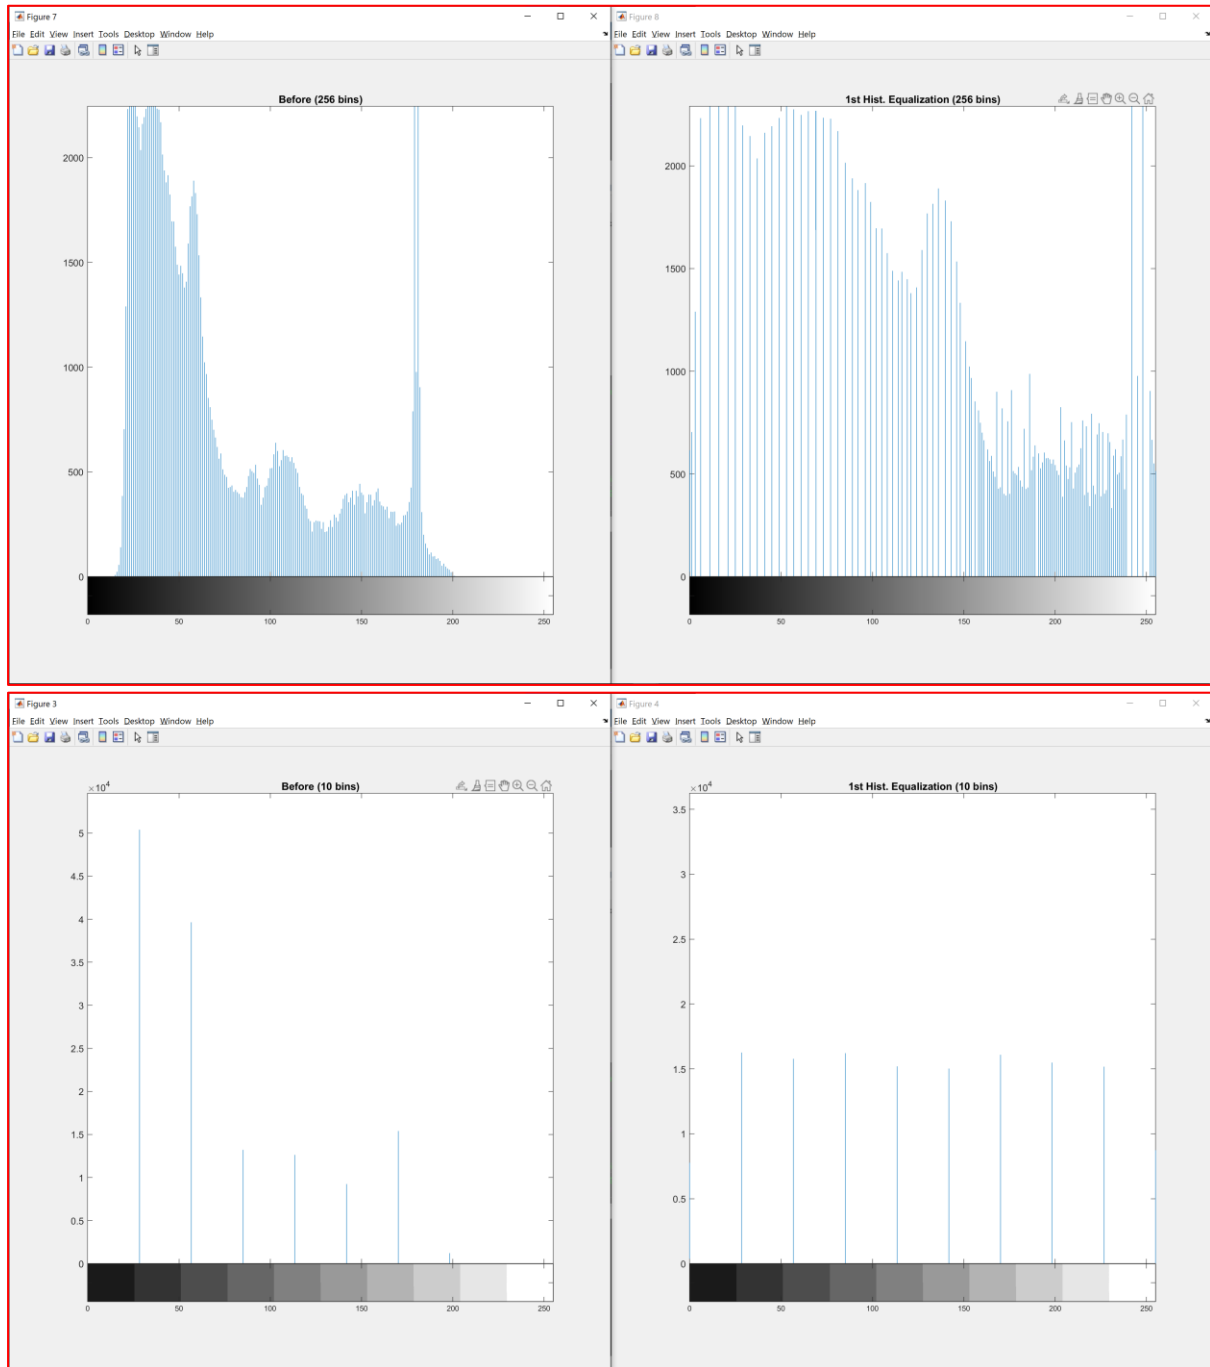 Figure 7
File Edit View Insert Tools Desktop Window Help
Before (256 bins)
2000
1500
1000
500
0
0 50 100 150 200 250
Figure 8
File Edit View Insert Tools Desktop Window Help
1st Hist. Equalization (256 bins)
2000
1500
1000
500
0
0 50 100 150 200 250
Figure 3
File Edit View Insert Tools Desktop Window Help
×10^4
Before (10 bins)
5
4.5
4
3.5
3
2.5
2
1.5
1
0.5
0
0 50 100 150 200 250
Figure 4
File Edit View Insert Tools Desktop Window Help
×10^4
1st Hist. Equalization (10 bins)
3.5
3
2.5
2
1.5
1
0.5
0
0 50 100 150 200 250